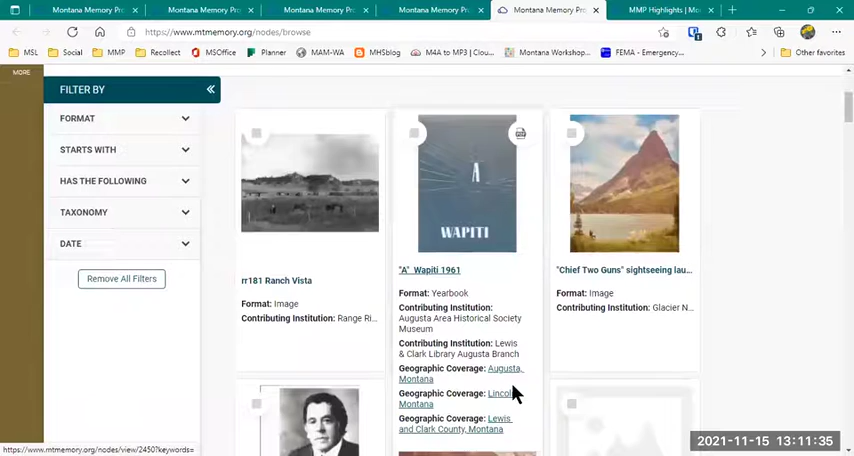 Montana Memory Pro
Montana Memory Pro
Montana Memory Pro
Montana Memory Pro
Montana Memory Pro
MMP Highlights | Mo
https://www.mtmemory.org/nodes/browse
MSL
Social
MMP
Recollect
MSOffice
Planner
MAM-WA
MHSblog
M4A to MP3 | Clou...
Montana Workshop...
FEMA - Emergency...
Other favorites
MORE
FILTER BY
FORMAT
STARTS WITH
HAS THE FOLLOWING
TAXONOMY
DATE
Remove All Filters
rr181 Ranch Vista
Format: Image
Contributing Institution: Range Ri...
A
WAPITI
"A" Wapiti 1961
Format: Yearbook
Contributing Institution:
Augusta Area Historical Society
Museum
Contributing Institution: Lewis
& Clark Library Augusta Branch
Geographic Coverage: Augusta,
Montana
Geographic Coverage: Lincol
Montana
Geographic Coverage: Lewis
and Clark County, Montana
"Chief Two Guns" sightseeing lau...
Format: Image
Contributing Institution: Glacier N...
https://www.mtmemory.org/nodes/view/2450?keywords=
2021-11-15 13:11:35